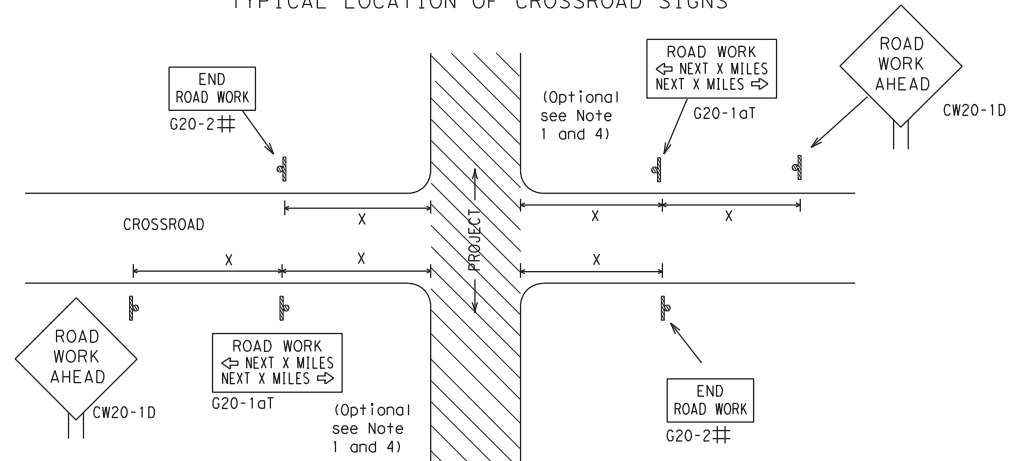 TYPICAL LOCATION OF CROSSROAD SIGNS
END
ROAD WORK
G20-2#
ROAD WORK
⇦ NEXT X MILES
NEXT X MILES ⇨
G20-1aT
(Optional
see Note
1 and 4)
ROAD
WORK
AHEAD
CW20-1D
X
X
X
CROSSROAD
PROJECT
X
X
X
ROAD
WORK
AHEAD
CW20-1D
ROAD WORK
⇦ NEXT X MILES
NEXT X MILES ⇨
G20-1aT
(Optional
see Note
1 and 4)
END
ROAD WORK
G20-2#